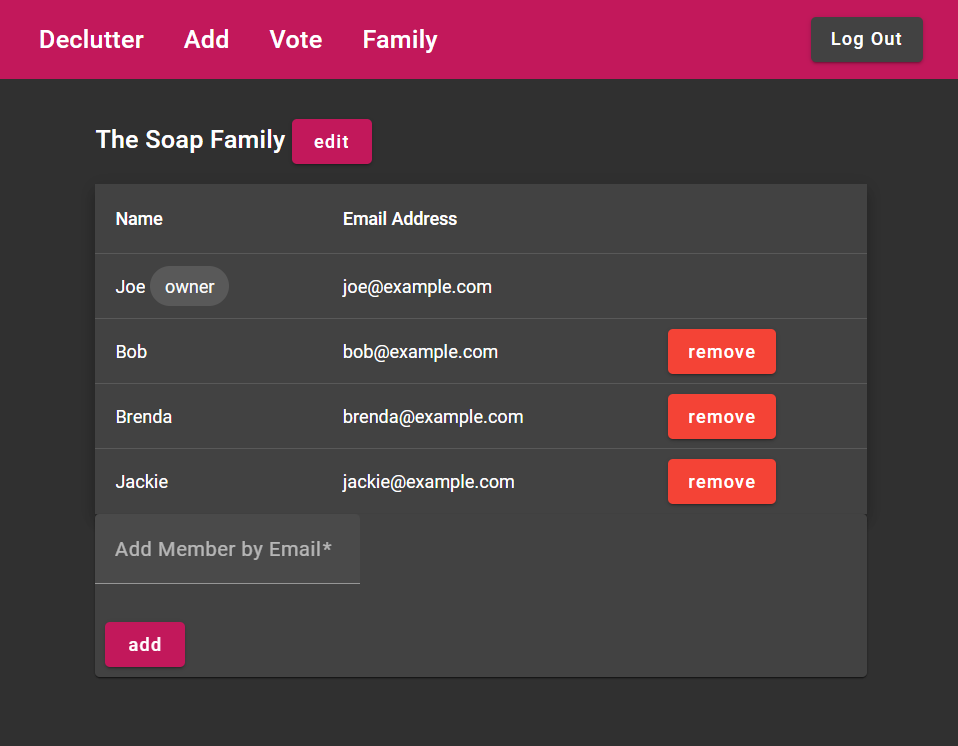 Declutter Add Vote Family Log Out
The Soap Family edit
Name Email Address
Joe owner joe@example.com
Bob bob@example.com remove
Brenda brenda@example.com remove
Jackie jackie@example.com remove
Add Member by Email*
add